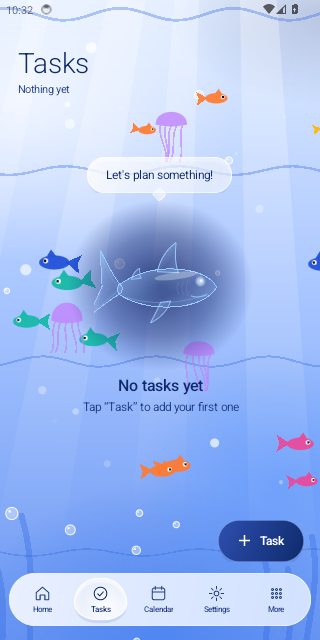 10:32
Tasks
Nothing yet
Let's plan something!
No tasks yet
Tap “Task” to add your first one
Task
Home
Tasks
Calendar
Settings
More